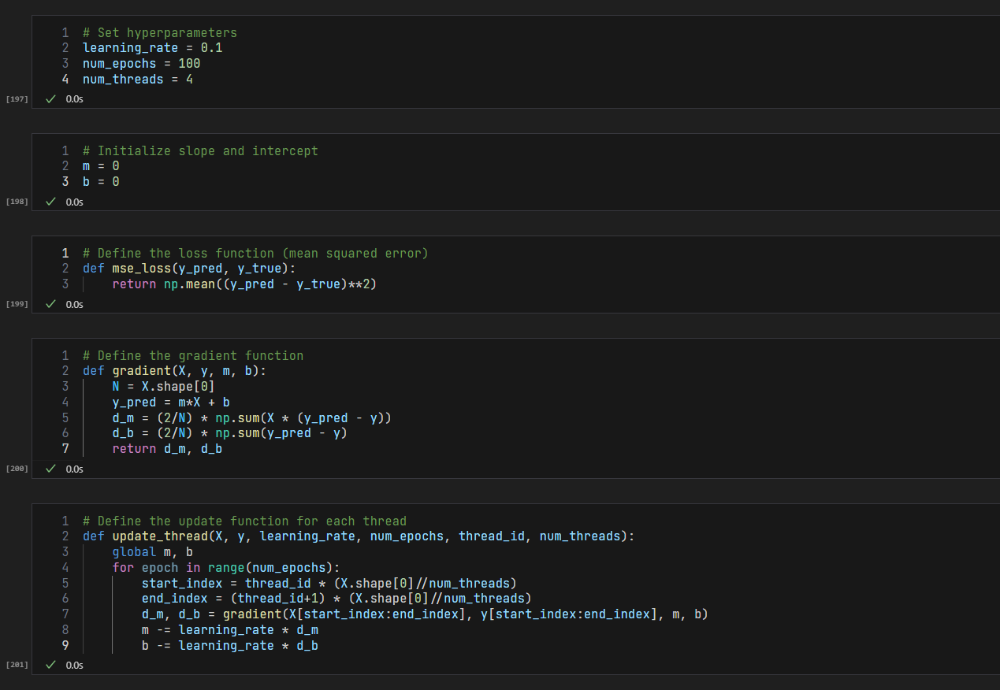 1 # Set hyperparameters
2 learning_rate = 0.1
3 num_epochs = 100
4 num_threads = 4
[197] ✓ 0.0s
1 # Initialize slope and intercept
2 m = 0
3 b = 0
[198] ✓ 0.0s
1 # Define the loss function (mean squared error)
2 def mse_loss(y_pred, y_true):
3     return np.mean((y_pred - y_true)**2)
[199] ✓ 0.0s
1 # Define the gradient function
2 def gradient(X, y, m, b):
3     N = X.shape[0]
4     y_pred = m*X + b
5     d_m = (2/N) * np.sum(X * (y_pred - y))
6     d_b = (2/N) * np.sum(y_pred - y)
7     return d_m, d_b
[200] ✓ 0.0s
1 # Define the update function for each thread
2 def update_thread(X, y, learning_rate, num_epochs, thread_id, num_threads):
3     global m, b
4     for epoch in range(num_epochs):
5         start_index = thread_id * (X.shape[0]//num_threads)
6         end_index = (thread_id+1) * (X.shape[0]//num_threads)
7         d_m, d_b = gradient(X[start_index:end_index], y[start_index:end_index], m, b)
8         m -= learning_rate * d_m
9         b -= learning_rate * d_b
[201] ✓ 0.0s